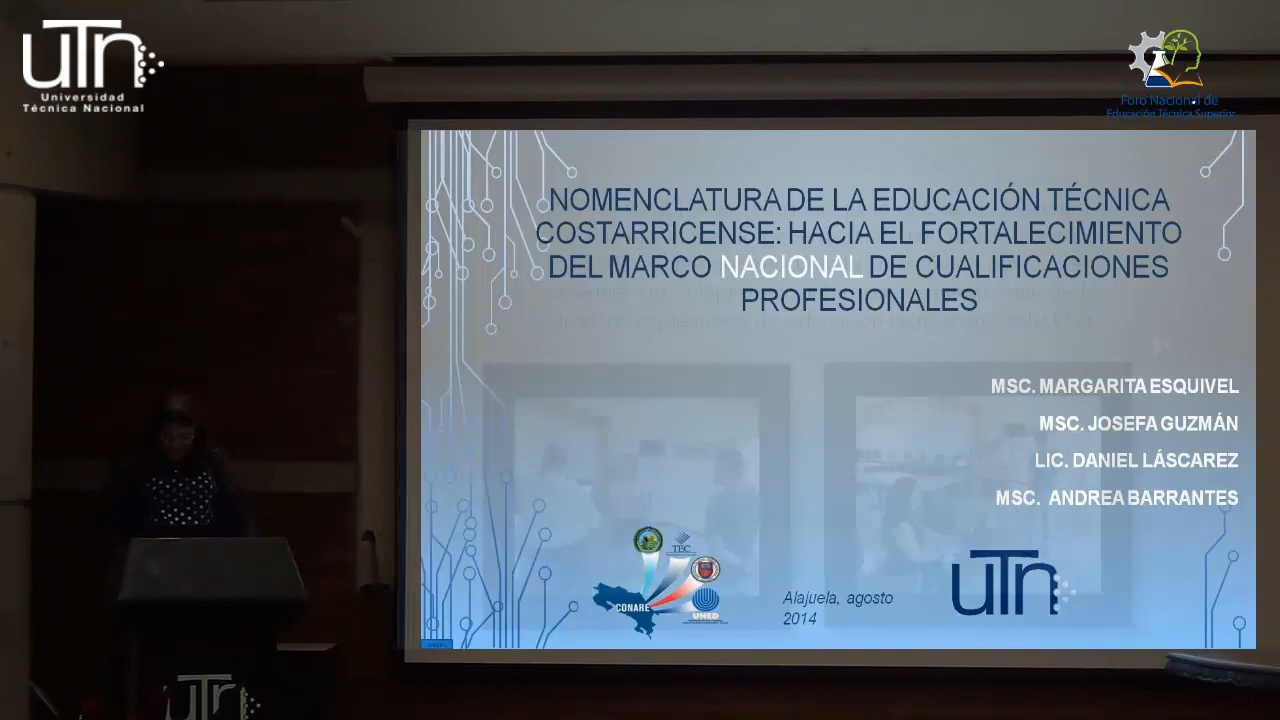 uTn
Universidad
Técnica Nacional
Foro Nacional de
Educación Técnica Superior
NOMENCLATURA DE LA EDUCACIÓN TÉCNICA
COSTARRICENSE: HACIA EL FORTALECIMIENTO
DEL MARCO NACIONAL DE CUALIFICACIONES
PROFESIONALES
MSC. MARGARITA ESQUIVEL
MSC. JOSEFA GUZMÁN
LIC. DANIEL LÁSCAREZ
MSC. ANDREA BARRANTES
TEC
CONARE
UNED
Alajuela, agosto
2014
uTn
uTn